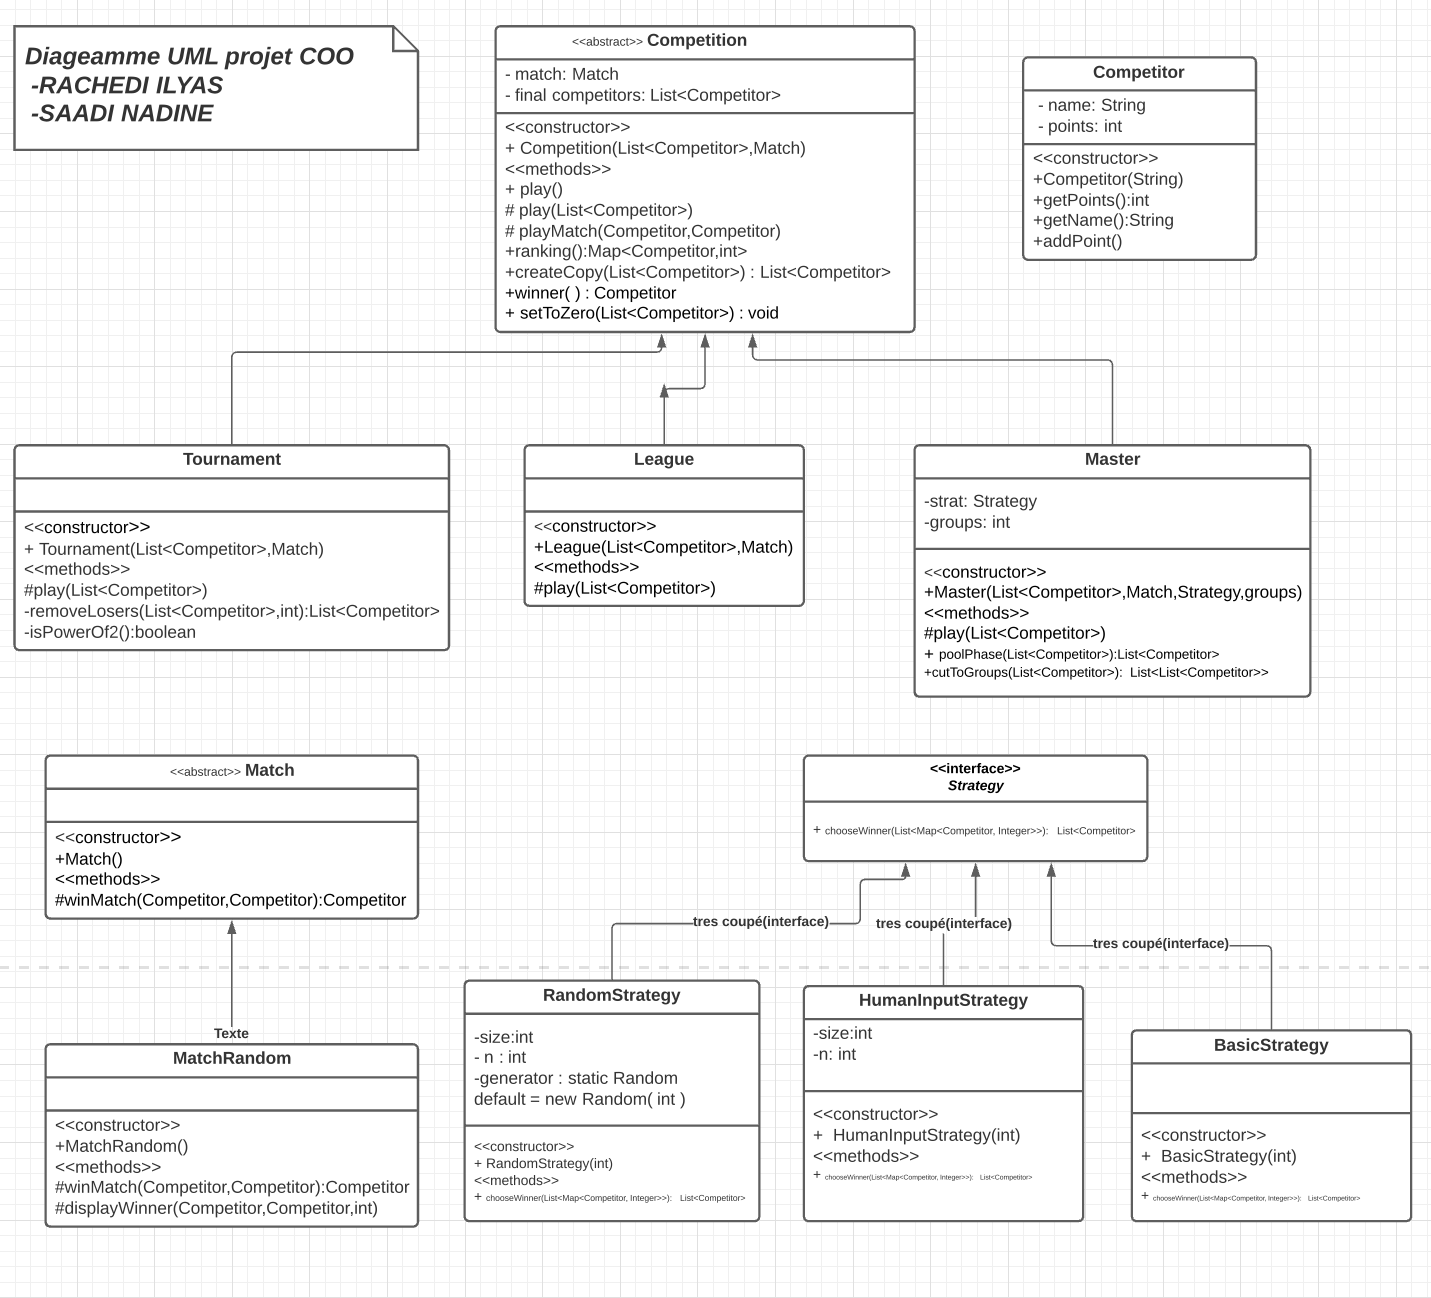 Diageamme UML projet COO
-RACHEDI ILYAS
-SAADI NADINE
<<abstract>> Competition
- match: Match
- final competitors: List<Competitor>
<<constructor>>
+ Competition(List<Competitor>,Match)
<<methods>>
+ play()
# play(List<Competitor>)
# playMatch(Competitor,Competitor)
+ranking():Map<Competitor,int>
+createCopy(List<Competitor>) : List<Competitor>
+winner( ) : Competitor
+ setToZero(List<Competitor>) : void
Competitor
- name: String
- points: int
<<constructor>>
+Competitor(String)
+getPoints():int
+getName():String
+addPoint()
Tournament
<<constructor>>
+ Tournament(List<Competitor>,Match)
<<methods>>
#play(List<Competitor>)
-removeLosers(List<Competitor>,int):List<Competitor>
-isPowerOf2():boolean
League
<<constructor>>
+League(List<Competitor>,Match)
<<methods>>
#play(List<Competitor>)
Master
-strat: Strategy
-groups: int
<<constructor>>
+Master(List<Competitor>,Match,Strategy,groups)
<<methods>>
#play(List<Competitor>)
+ poolPhase(List<Competitor>):List<Competitor>
+cutToGroups(List<Competitor>): List<List<Competitor>>
<<abstract>> Match
<<constructor>>
+Match()
<<methods>>
#winMatch(Competitor,Competitor):Competitor
<<interface>>
Strategy
+ chooseWinner(List<Map<Competitor, Integer>>): List<Competitor>
tres coupé(interface)
tres coupé(interface)
tres coupé(interface)
Texte
MatchRandom
<<constructor>>
+MatchRandom()
<<methods>>
#winMatch(Competitor,Competitor):Competitor
#displayWinner(Competitor,Competitor,int)
RandomStrategy
-size:int
- n : int
-generator : static Random
default = new Random( int )
<<constructor>>
+ RandomStrategy(int)
<<methods>>
+ chooseWinner(List<Map<Competitor, Integer>>): List<Competitor>
HumanInputStrategy
-size:int
-n: int
<<constructor>>
+ HumanInputStrategy(int)
<<methods>>
+ chooseWinner(List<Map<Competitor, Integer>>): List<Competitor>
BasicStrategy
<<constructor>>
+ BasicStrategy(int)
<<methods>>
+ chooseWinner(List<Map<Competitor, Integer>>): List<Competitor>